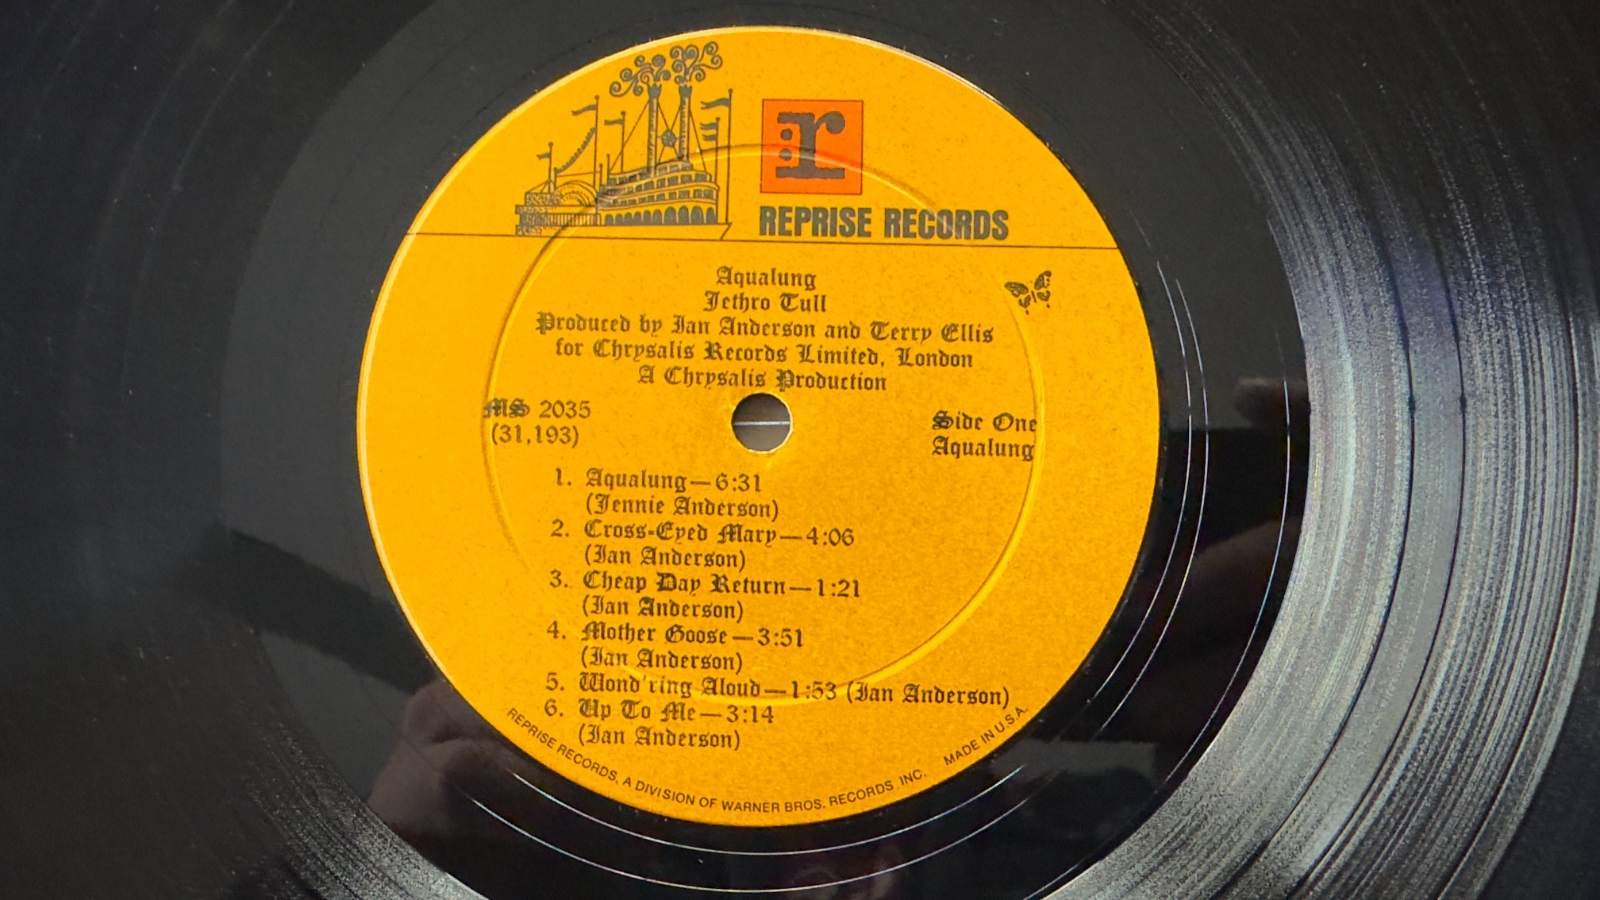 r
REPRISE RECORDS
Aqualung
Jethro Tull
Produced by Ian Anderson and Terry Ellis
for Chrysalis Records Limited, London
A Chrysalis Production
MS 2035
(31,193)
Side One
Aqualung
1. Aqualung—6:31
(Jennie Anderson)
2. Cross-Eyed Mary—4:06
(Ian Anderson)
3. Cheap Day Return—1:21
(Ian Anderson)
4. Mother Goose—3:51
(Ian Anderson)
5. Wond'ring Aloud—1:53 (Ian Anderson)
6. Up To Me—3:14
(Ian Anderson)
REPRISE RECORDS, A DIVISION OF WARNER BROS. RECORDS INC. MADE IN U.S.A.